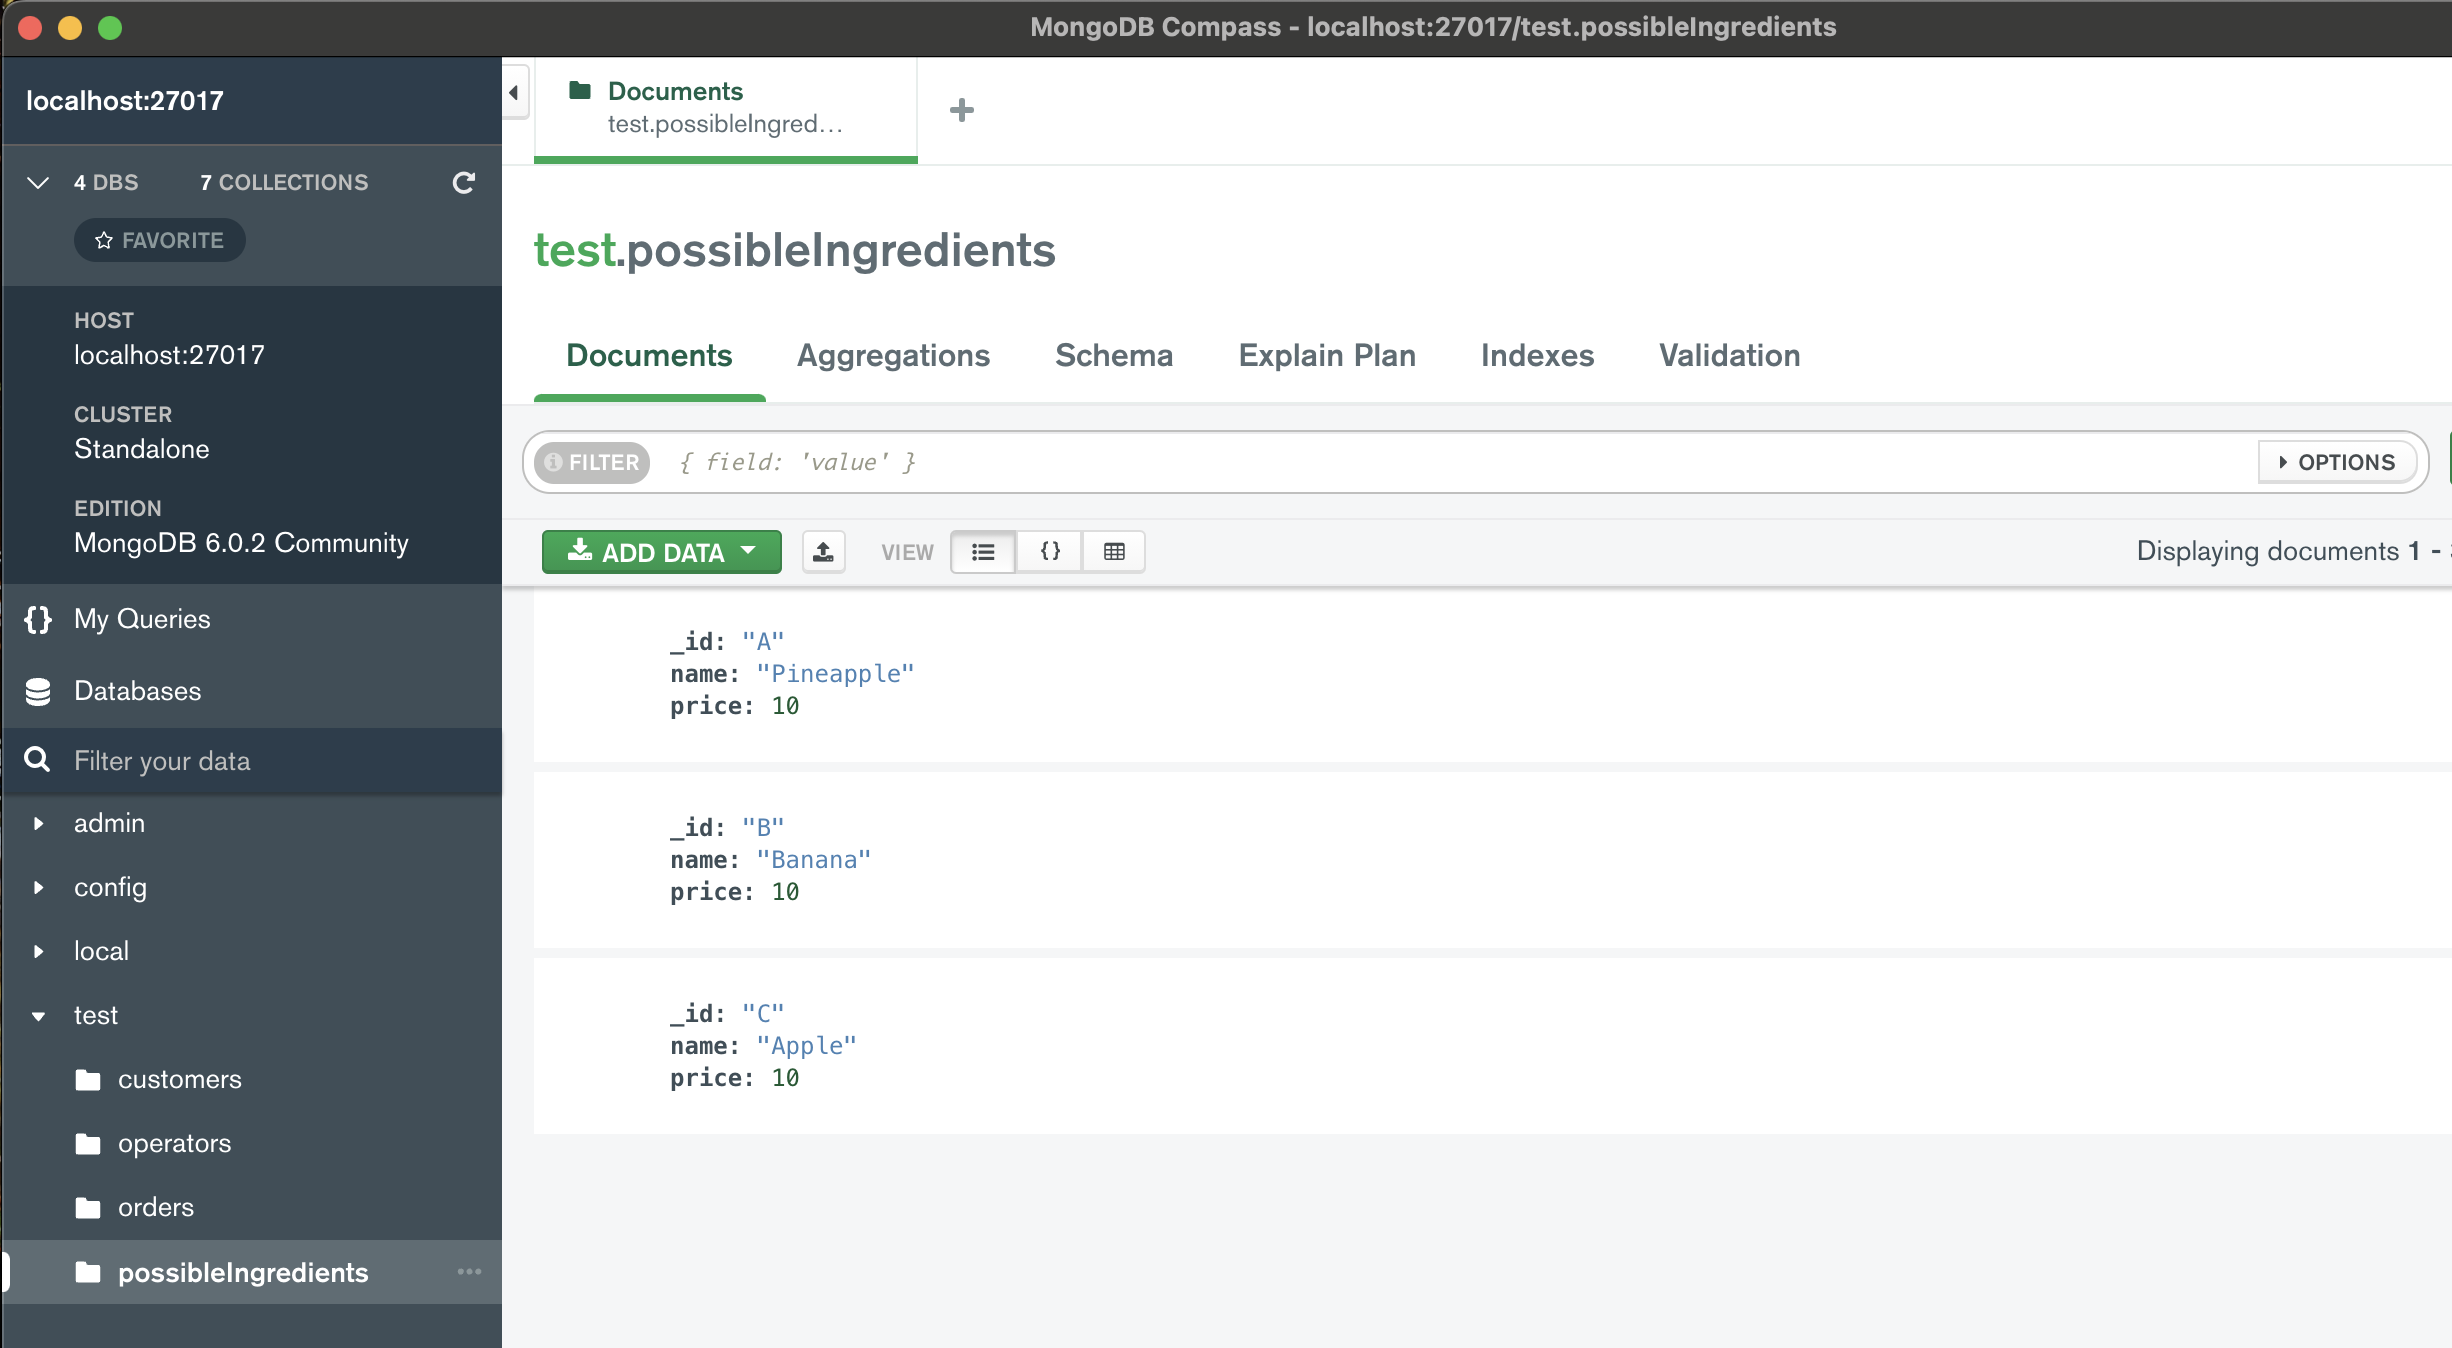 MongoDB Compass - localhost:27017/test.possibleIngredients
localhost:27017
4 DBS 7 COLLECTIONS
FAVORITE
HOST
localhost:27017
CLUSTER
Standalone
EDITION
MongoDB 6.0.2 Community
{} My Queries
Databases
Filter your data
admin
config
local
test
customers
operators
orders
possibleIngredients
Documents
test.possibleIngred...
test.possibleIngredients
Documents Aggregations Schema Explain Plan Indexes Validation
FILTER { field: 'value' } OPTIONS
ADD DATA VIEW {} Displaying documents 1 -
_id: "A"
name: "Pineapple"
price: 10
_id: "B"
name: "Banana"
price: 10
_id: "C"
name: "Apple"
price: 10